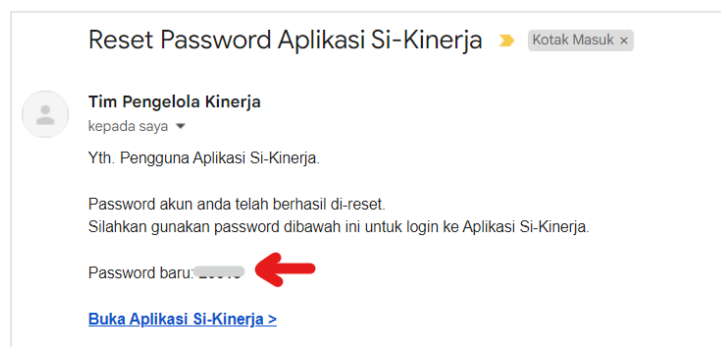 Reset Password Aplikasi Si-Kinerja Kotak Masuk ×
Tim Pengelola Kinerja
kepada saya
Yth. Pengguna Aplikasi Si-Kinerja.
Password akun anda telah berhasil di-reset.
Silahkan gunakan password dibawah ini untuk login ke Aplikasi Si-Kinerja.
Password baru:
Buka Aplikasi Si-Kinerja >